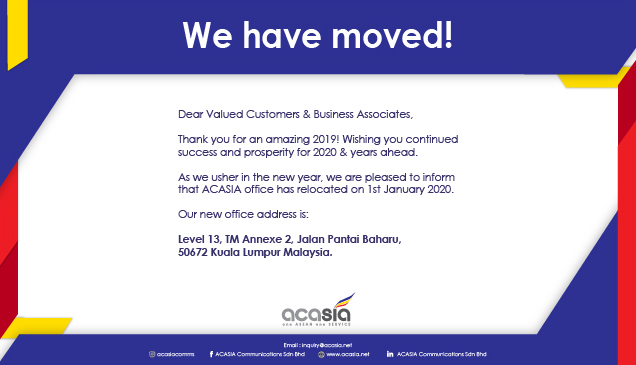 We have moved!
Dear Valued Customers & Business Associates,
Thank you for an amazing 2019! Wishing you continued
success and prosperity for 2020 & years ahead.
As we usher in the new year, we are pleased to inform
that ACASIA office has relocated on 1st January 2020.
Our new office address is:
Level 13, TM Annexe 2, Jalan Pantai Baharu,
50672 Kuala Lumpur Malaysia.
acasia
one ASEAN one SERVICE
Email : inquiry@acasia.net
acasiacomms ACASIA Communications Sdn Bhd www.acasia.net ACASIA Communications Sdn Bhd